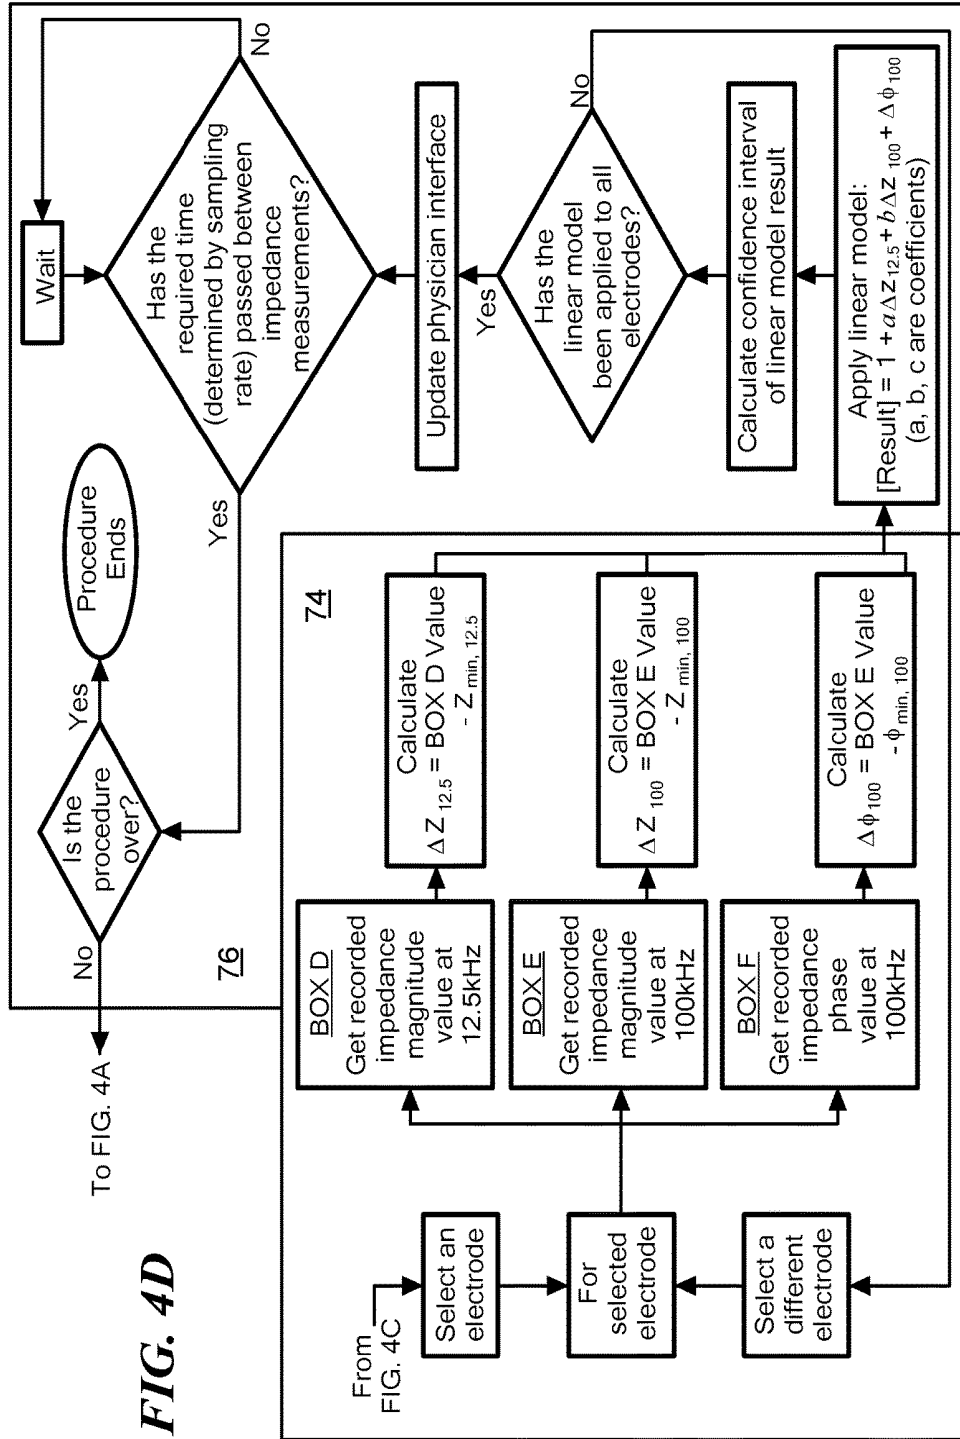 FIG. 4D
To FIG. 4A
No
Is the
procedure
over?
Yes
Procedure
Ends
76
Wait
No
Has the
required time
(determined by sampling
rate) passed between
impedance
measurements?
Yes
Update physician interface
Yes
Has the
linear model
been applied to all
electrodes?
No
Calculate confidence interval
of linear model result
Apply linear model:
[Result] = 1 + aΔz12.5 + bΔz100 + Δϕ100
(a, b, c are coefficients)
74
From
FIG. 4C
Select an
electrode
For
selected
electrode
Select a
different
electrode
BOX D
Get recorded
impedance
magnitude
value at
12.5kHz
Calculate
ΔZ12.5 = BOX D Value
- Zmin, 12.5
BOX E
Get recorded
impedance
magnitude
value at
100kHz
Calculate
ΔZ100 = BOX E Value
- Zmin, 100
BOX F
Get recorded
impedance
phase
value at
100kHz
Calculate
Δϕ100 = BOX E Value
- ϕmin, 100